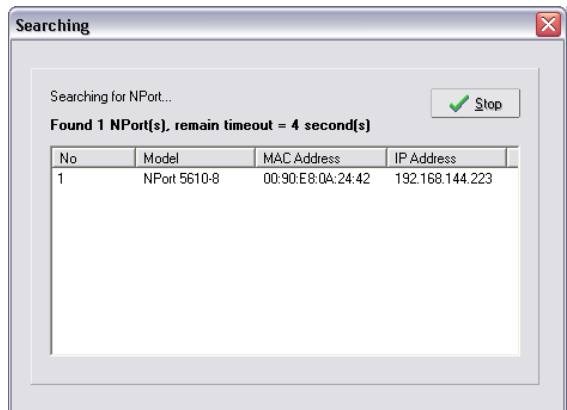 Searching
Searching for NPort...
Stop
Found 1 NPort(s), remain timeout = 4 second(s)
No Model MAC Address IP Address
1 NPort 5610-8 00:90:E8:0A:24:42 192.168.144.223